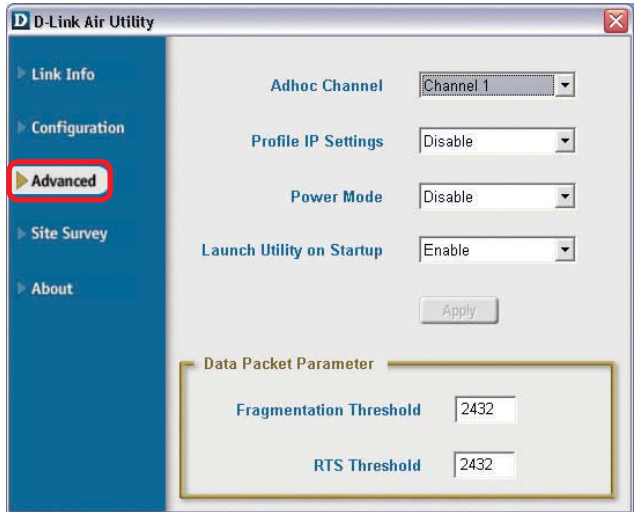 D D-Link Air Utility
Link Info
Configuration
Advanced
Site Survey
About
Adhoc Channel Channel 1
Profile IP Settings Disable
Power Mode Disable
Launch Utility on Startup Enable
Apply
Data Packet Parameter
Fragmentation Threshold 2432
RTS Threshold 2432